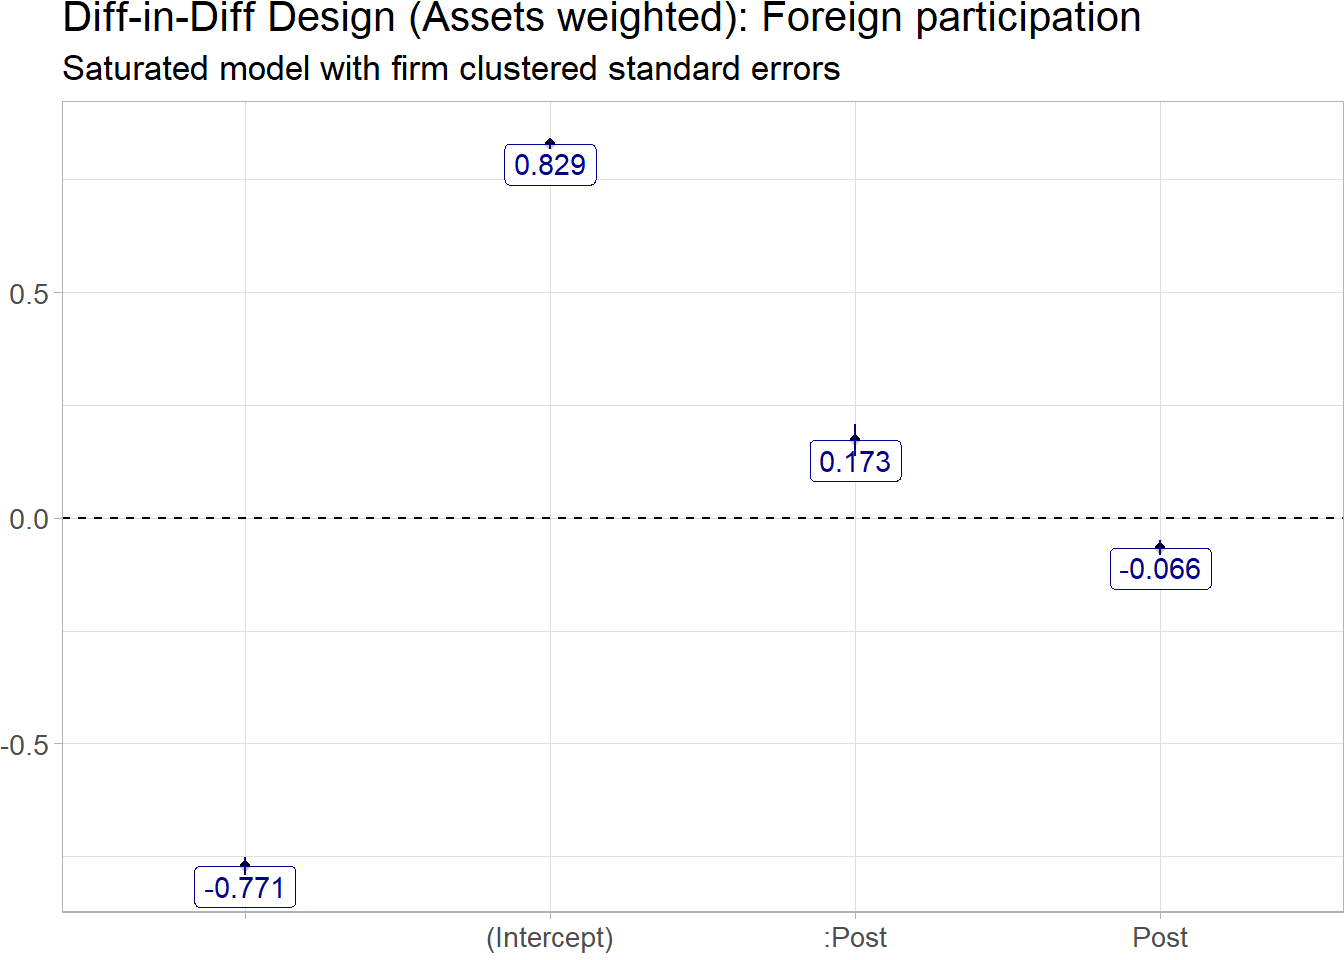 Diff-in-Diff Design (Assets weighted): Foreign participation
Saturated model with firm clustered standard errors
0.829
0.5
0.173
0.0
-0.066
-0.5
-0.771
(Intercept)
:Post
Post